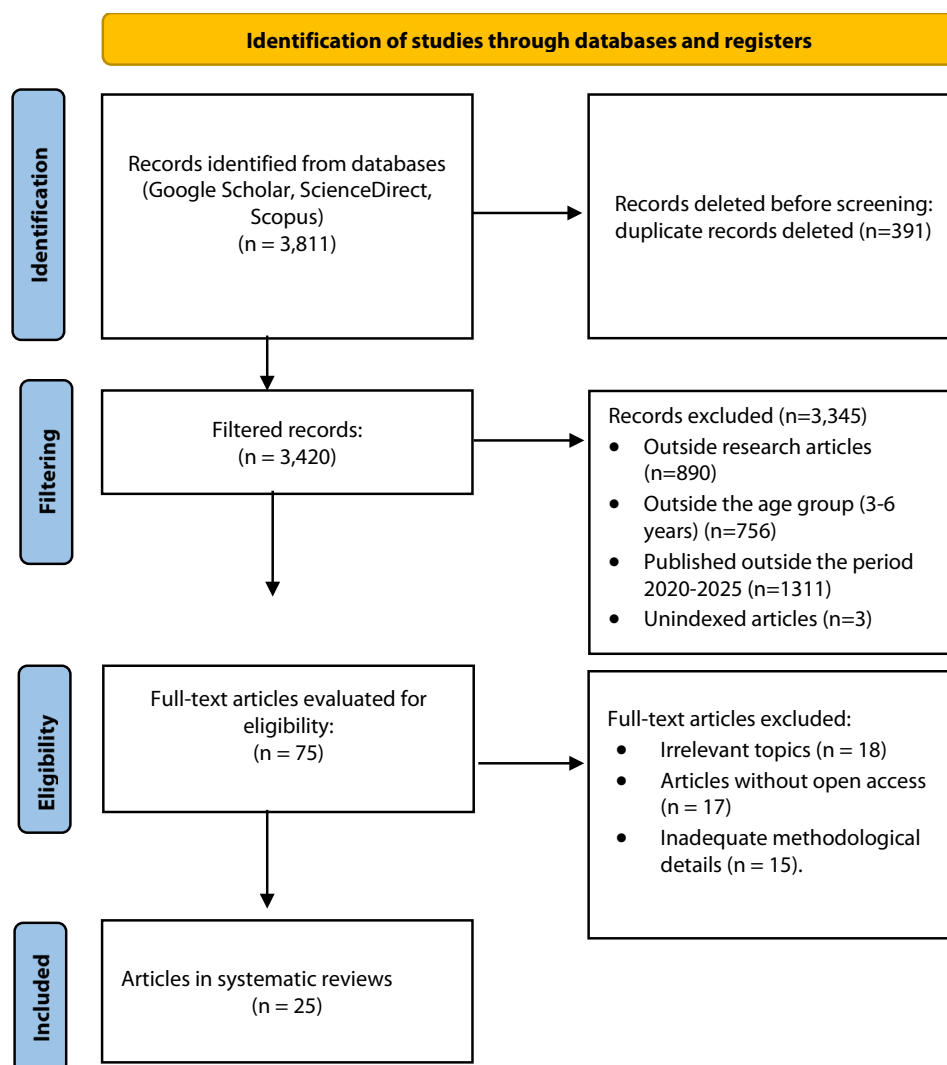 Identification of studies through databases and registers
Identification
Records identified from databases
(Google Scholar, ScienceDirect,
Scopus)
(n = 3,811)
Records deleted before screening:
duplicate records deleted (n=391)
Filtering
Filtered records:
(n = 3,420)
Records excluded (n=3,345)
● Outside research articles
(n=890)
● Outside the age group (3-6
years) (n=756)
● Published outside the period
2020-2025 (n=1311)
● Unindexed articles (n=3)
Eligibility
Full-text articles evaluated for
eligibility:
(n = 75)
Full-text articles excluded:
● Irrelevant topics (n = 18)
● Articles without open access
(n = 17)
● Inadequate methodological
details (n = 15).
Included
Articles in systematic reviews
(n = 25)